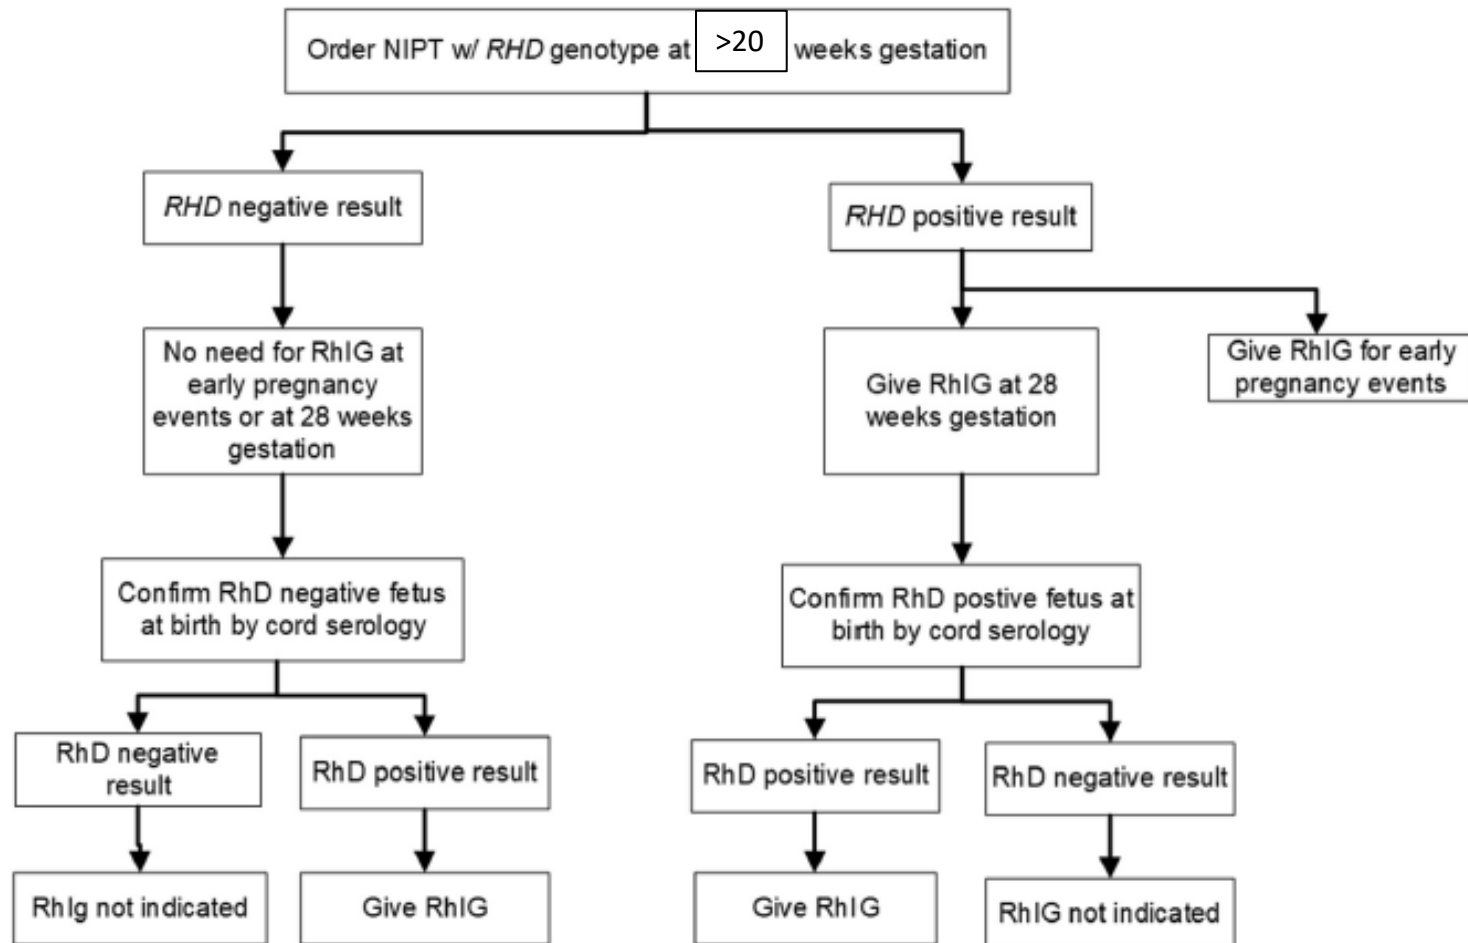 Order NIPT w/ RHD genotype at >20 weeks gestation
RHD negative result
RHD positive result
No need for RhIG at
early pregnancy
events or at 28 weeks
gestation
Give RhIG at 28
weeks gestation
Give RhIG for early
pregnancy events
Confirm RhD negative fetus
at birth by cord serology
Confirm RhD postive fetus at
birth by cord serology
RhD negative
result
RhD positive result
RhD positive result
RhD negative result
RhIg not indicated
Give RhIG
Give RhIG
RhIG not indicated